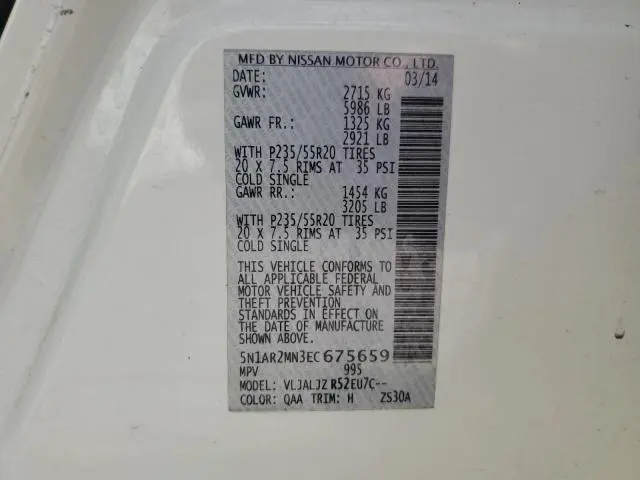 MFD BY NISSAN MOTOR CO., LTD.
DATE: 03/14
GVWR: 2715 KG
5986 LB
GAWR FR.: 1325 KG
2921 LB
WITH P235/55R20 TIRES
20 X 7.5 RIMS AT 35 PSI
COLD SINGLE
GAWR RR.: 1454 KG
3205 LB
WITH P235/55R20 TIRES
20 X 7.5 RIMS AT 35 PSI
COLD SINGLE
THIS VEHICLE CONFORMS TO
ALL APPLICABLE FEDERAL
MOTOR VEHICLE SAFETY AND
THEFT PREVENTION
STANDARDS IN EFFECT ON
THE DATE OF MANUFACTURE
SHOWN ABOVE.
5N1AR2MN3EC675659
MPV 995
MODEL: VLJALJZ R52EU7C--
COLOR: QAA TRIM: H ZS30A